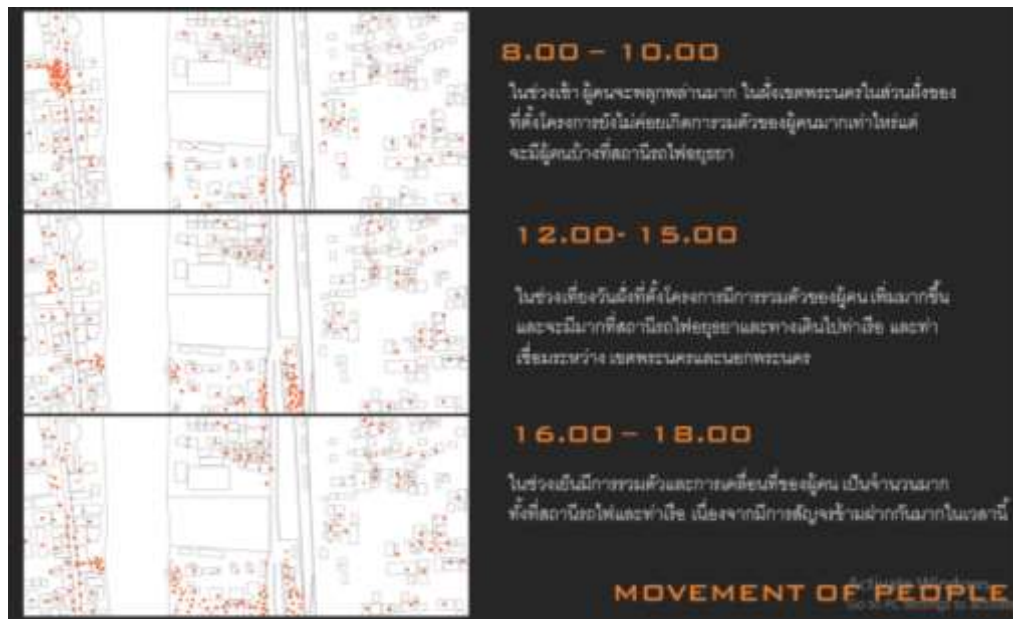 8.00 – 10.00
ในช่วงเช้า ผู้คนจะพลุกพล่านมาก ในฝั่งเขตพระนครในส่วนฝั่งของ
ที่ตั้งโครงการยังไม่ค่อยเกิดการรวมตัวของผู้คนมากเท่าไหร่แต่
จะมีผู้คนบ้างที่สถานีรถไฟอยุธยา
12.00- 15.00
ในช่วงเที่ยงวันฝั่งที่ตั้งโครงการมีการรวมตัวของผู้คน เพิ่มมากขึ้น
และจะมีมากที่สถานีรถไฟอยุธยาและทางเดินไปท่าเรือ และท่า
เชื่อมระหว่าง เขตพระนครและนอกพระนคร
16.00 – 18.00
ในช่วงเย็นมีการรวมตัวและการเคลื่อนที่ของผู้คน เป็นจำนวนมาก
ทั้งที่สถานีรถไฟและท่าเรือ เนื่องจากมีการสัญจรข้ามฝากกันมากในเวลานี้
MOVEMENT OF PEOPLE
Activate Windows
Go to PC settings to activate